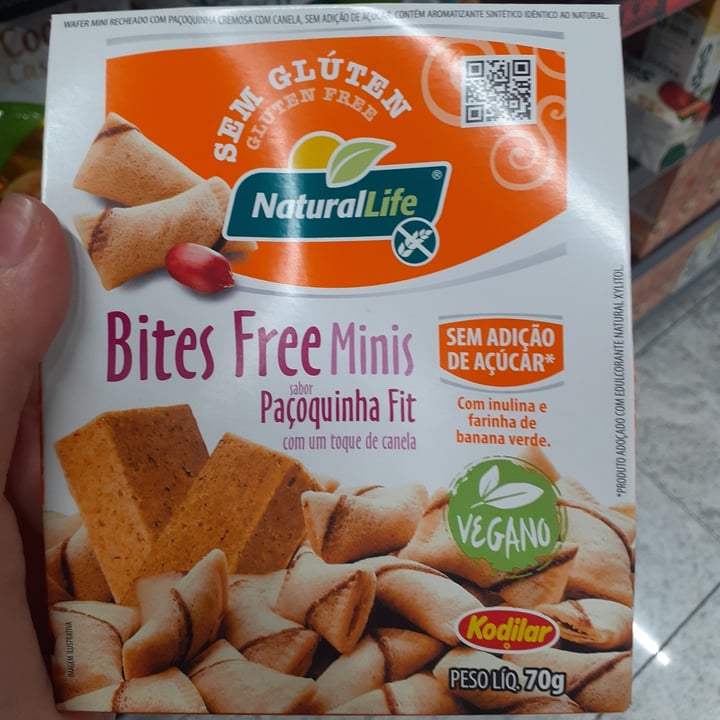 WAFER MINI RECHEADO COM PAÇOQUINHA CREMOSA COM CANELA, SEM ADIÇÃO DE AÇÚCAR. CONTÉM AROMATIZANTE SINTÉTICO IDÊNTICO AO NATURAL.
SEM GLÚTEN
GLUTEN FREE
NaturalLife®
Bites Free Minis
sabor
Paçoquinha Fit
com um toque de canela
SEM ADIÇÃO
DE AÇÚCAR*
Com inulina e
farinha de
banana verde.
*PRODUTO ADOÇADO COM EDULCORANTE NATURAL XYLITOL.
VEGANO
Kodilar
IMAGEM ILUSTRATIVA
PESO LÍQ. 70g